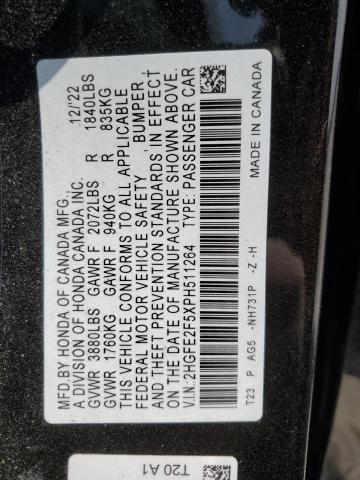 MFD. BY HONDA OF CANADA MFG.,
A DIVISION OF HONDA CANADA INC. 12/'22
GVWR 3880LBS GAWR F 2072LBS R 1840LBS
GVWR 1760KG GAWR F 940KG R 835KG
THIS VEHICLE CONFORMS TO ALL APPLICABLE
FEDERAL MOTOR VEHICLE SAFETY, BUMPER,
AND THEFT PREVENTION STANDARDS IN EFFECT
ON THE DATE OF MANUFACTURE SHOWN ABOVE.
V.I.N: 2HGFE2F5XPH511264 TYPE: PASSENGER CAR
T23 P AG5 -NH731P -Z -H MADE IN CANADA
T20 A1